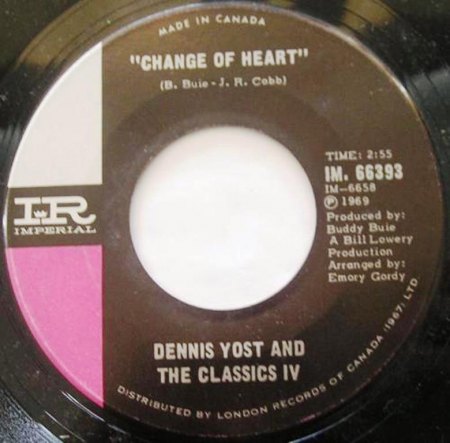 MADE IN CANADA
"CHANGE OF HEART"
(B. Buie - J. R. Cobb)
TIME: 2:55
IM. 66393
IM-6658
Ⓟ 1969
Produced by:
Buddy Buie
A Bill Lowery
Production
Arranged by:
Emory Gordy
IR
IMPERIAL
DENNIS YOST AND
THE CLASSICS IV
DISTRIBUTED BY LONDON RECORDS OF CANADA (1967) LTD